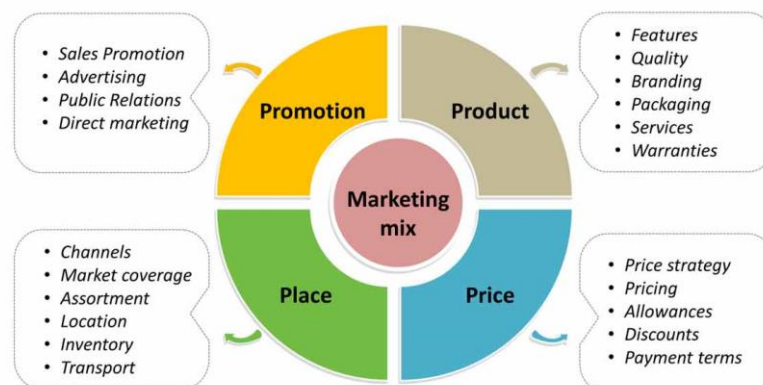 • Sales Promotion
• Advertising
• Public Relations
• Direct marketing
Promotion
Product
• Features
• Quality
• Branding
• Packaging
• Services
• Warranties
Marketing
mix
• Channels
• Market coverage
• Assortment
• Location
• Inventory
• Transport
Place
Price
• Price strategy
• Pricing
• Allowances
• Discounts
• Payment terms